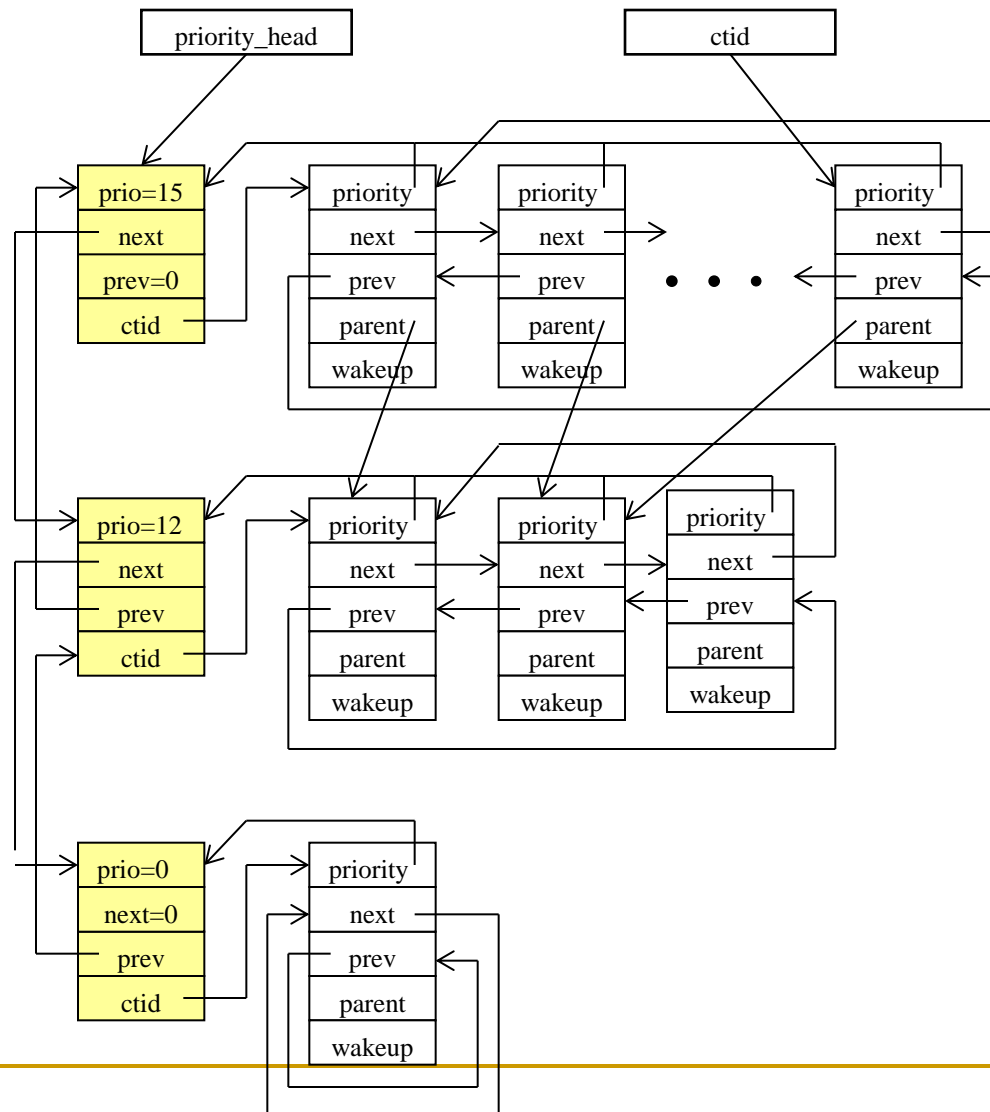 priority_head
ctid
prio=15
next
prev=0
ctid
priority
next
prev
parent
wakeup
priority
next
prev
parent
wakeup
• • •
priority
next
prev
parent
wakeup
prio=12
next
prev
ctid
priority
next
prev
parent
wakeup
priority
next
prev
parent
wakeup
priority
next
prev
parent
wakeup
prio=0
next=0
prev
ctid
priority
next
prev
parent
wakeup